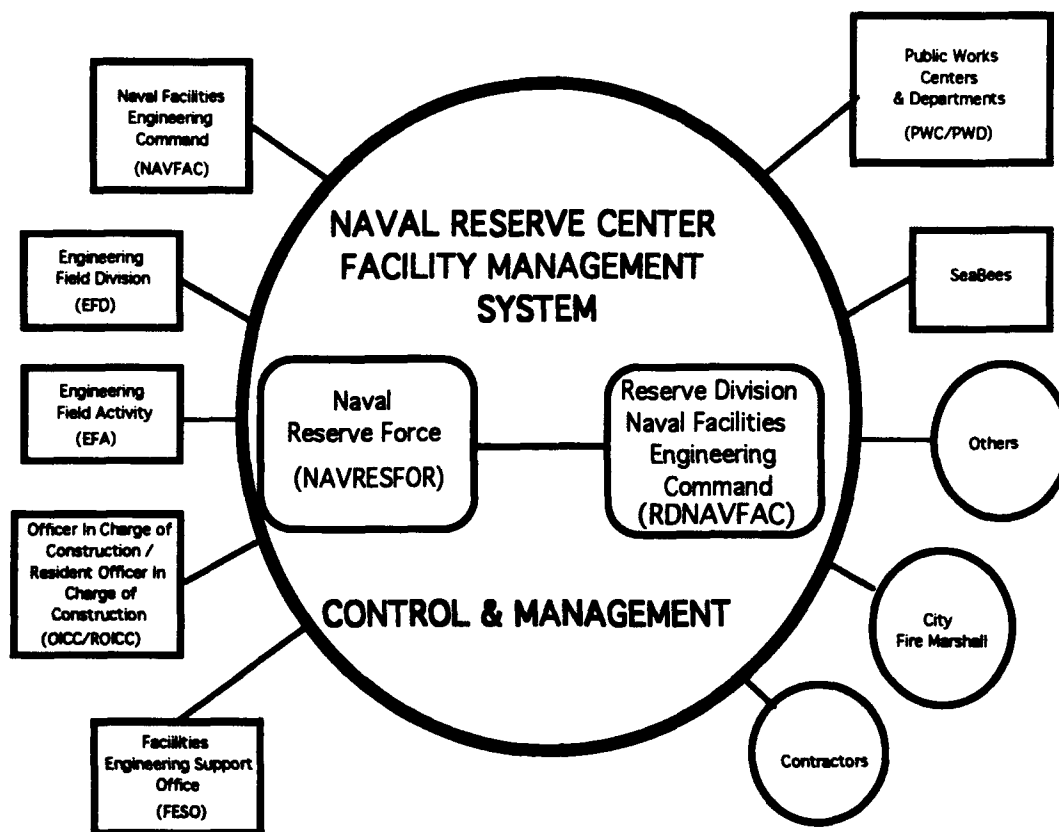 Naval Facilities
Engineering
Command
(NAVFAC)
Engineering
Field Division
(EFD)
Engineering
Field Activity
(EFA)
Officer In Charge of
Construction /
Resident Officer In
Charge of
Construction
(OICC/ROICC)
Facilities
Engineering Support
Office
(FESO)
NAVAL RESERVE CENTER
FACILITY MANAGEMENT
SYSTEM
Naval
Reserve Force
(NAVRESFOR)
Reserve Division
Naval Facilities
Engineering
Command
(RDNAVFAC)
CONTROL & MANAGEMENT
Public Works
Centers
& Departments
(PWC/PWD)
SeaBees
Others
City
Fire Marshall
Contractors